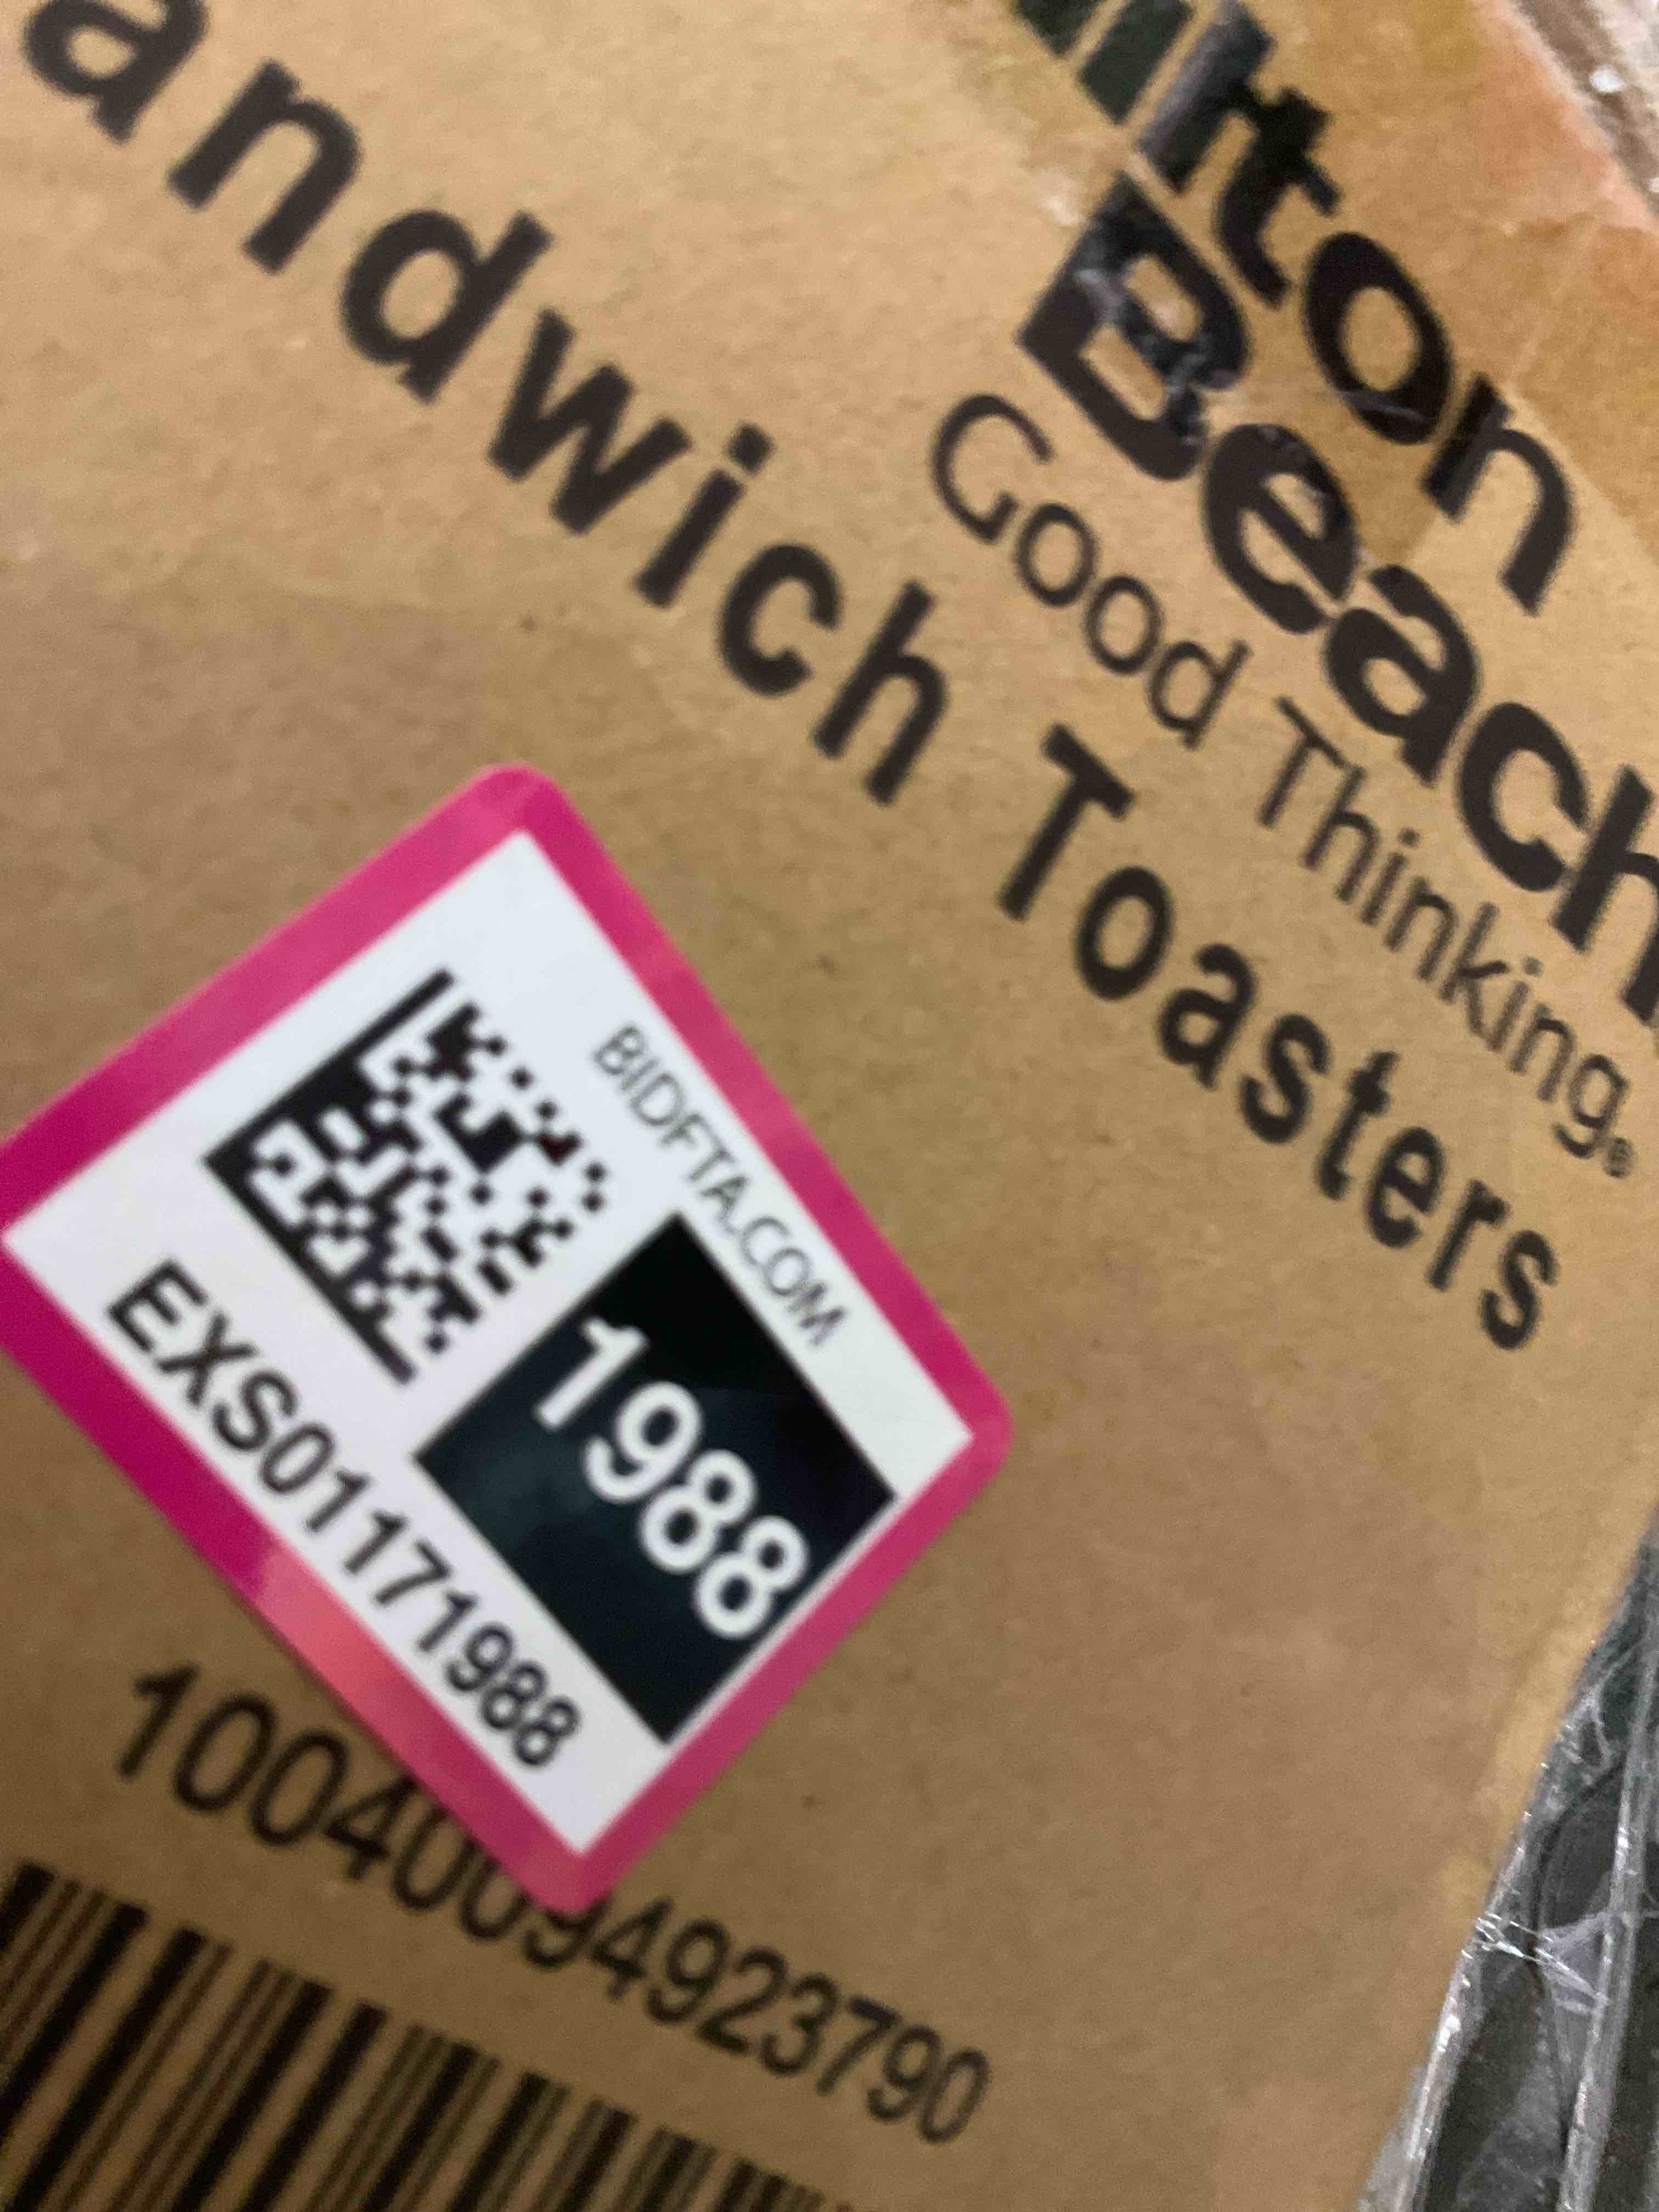 ilton
Beach
Good Thinking®
andwich Toasters
BIDFTA.COM
1988
EXS01171988
10040094923790